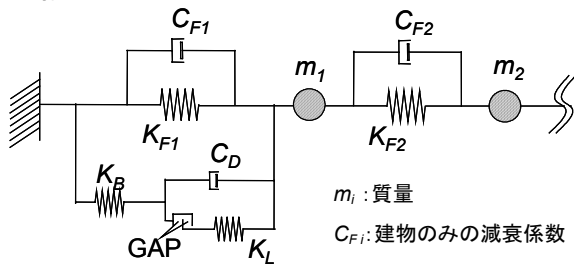 C_F1
C_F2
m_1
m_2
K_F1
K_F2
K_B
C_D
m_i : 質量
GAP
K_L
C_F i : 建物のみの減衰係数